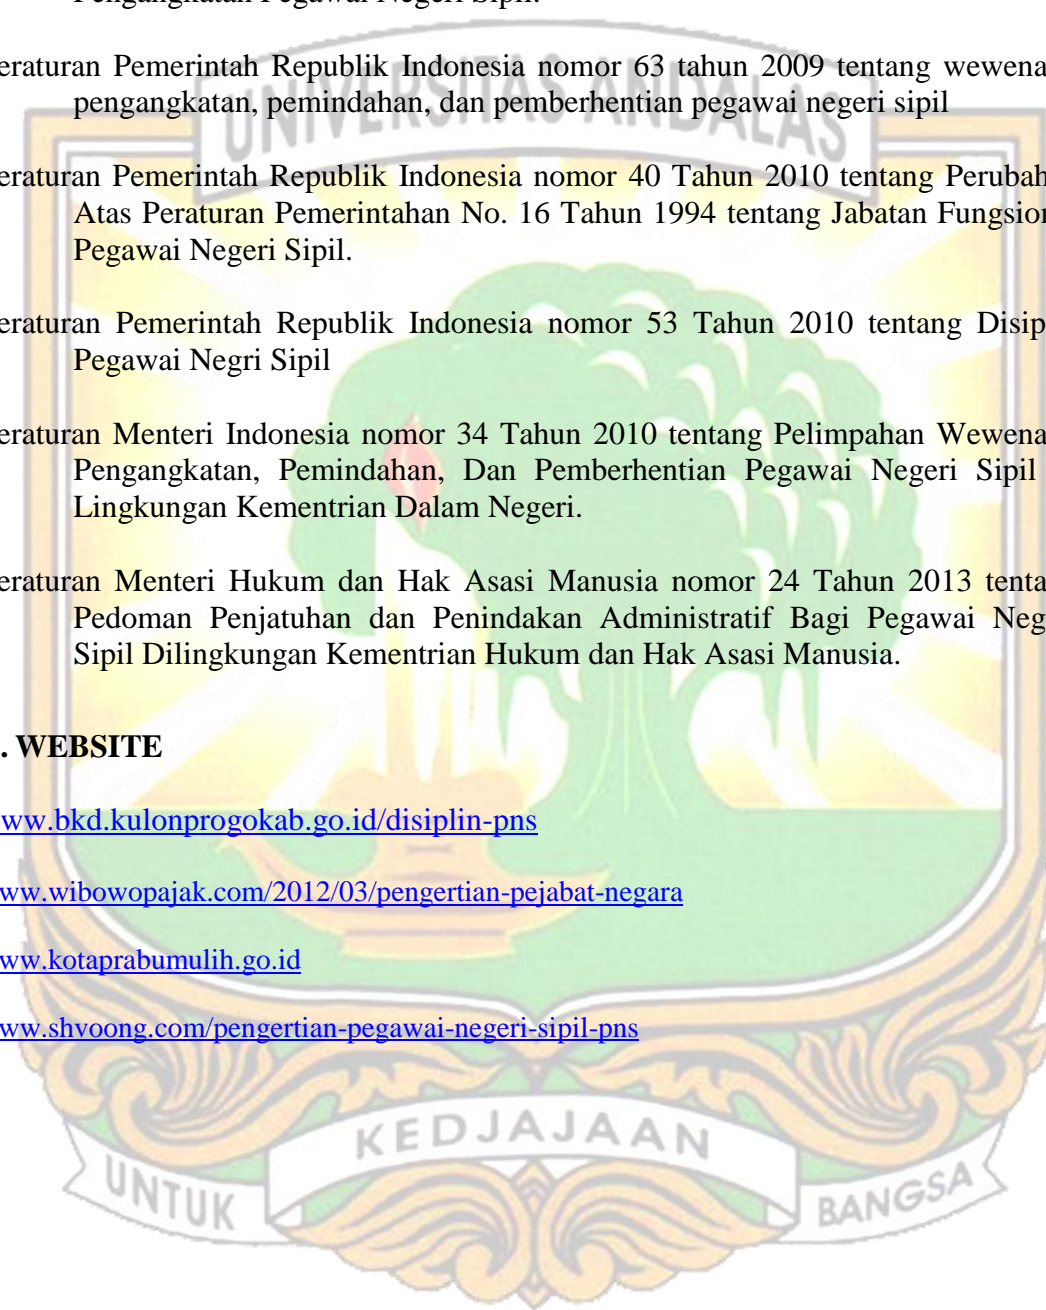 Pengangkatan Pegawai Negeri Sipil.
eraturan Pemerintah Republik Indonesia nomor 63 tahun 2009 tentang wewena
pengangkatan, pemindahan, dan pemberhentian pegawai negeri sipil
eraturan Pemerintah Republik Indonesia nomor 40 Tahun 2010 tentang Perubah
Atas Peraturan Pemerintahan No. 16 Tahun 1994 tentang Jabatan Fungsion
Pegawai Negeri Sipil.
eraturan Pemerintah Republik Indonesia nomor 53 Tahun 2010 tentang Disip
Pegawai Negri Sipil
eraturan Menteri Indonesia nomor 34 Tahun 2010 tentang Pelimpahan Wewena
Pengangkatan, Pemindahan, Dan Pemberhentian Pegawai Negeri Sipil
Lingkungan Kementrian Dalam Negeri.
eraturan Menteri Hukum dan Hak Asasi Manusia nomor 24 Tahun 2013 tenta
Pedoman Penjatuhan dan Penindakan Administratif Bagi Pegawai Neg
Sipil Dilingkungan Kementrian Hukum dan Hak Asasi Manusia.
. WEBSITE
ww.bkd.kulonprogokab.go.id/disiplin-pns
ww.wibowopajak.com/2012/03/pengertian-pejabat-negara
ww.kotaprabumulih.go.id
ww.shvoong.com/pengertian-pegawai-negeri-sipil-pns
UNIVERSITAS ANDALAS
UNTUK KEDJAJAAN BANGSA